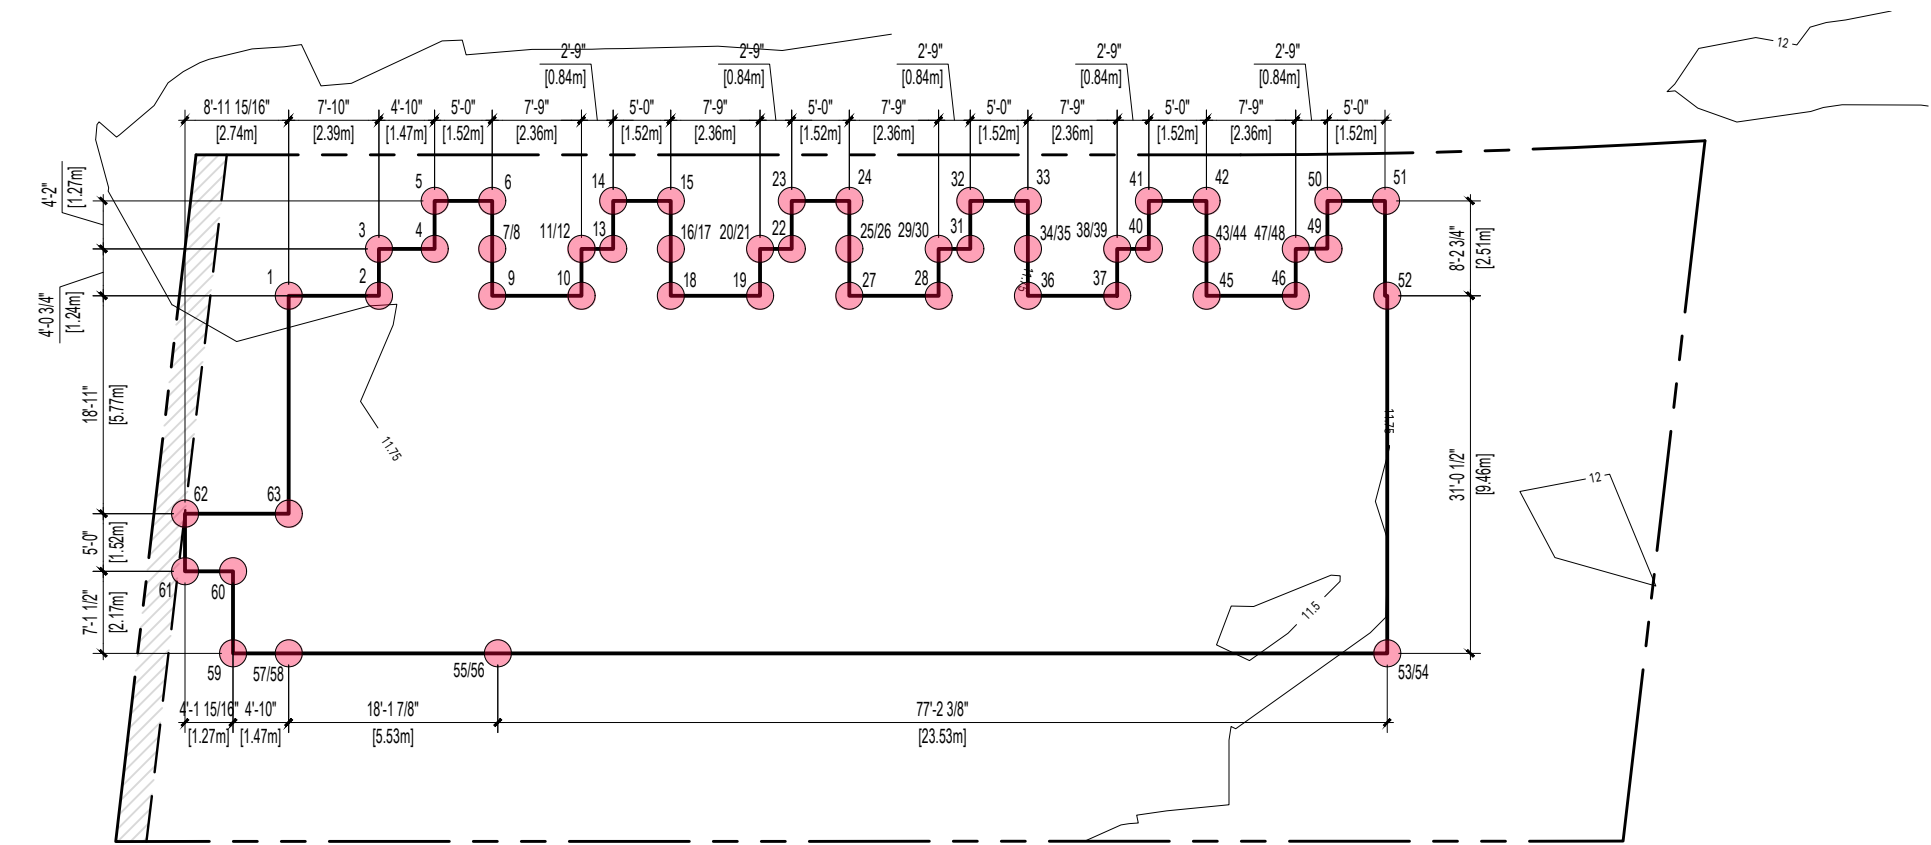 12
2'-9" 2'-9" 2'-9" 2'-9" 2'-9"
[0.84m] [0.84m] [0.84m] [0.84m] [0.84m]
8'-11 15/16" 7'-10" 4'-10" 5'-0" 7'-9" 5'-0" 7'-9" 5'-0" 7'-9" 5'-0" 7'-9" 5'-0" 7'-9" 5'-0"
[2.74m] [2.39m] [1.47m] [1.52m] [2.36m] [1.52m] [2.36m] [1.52m] [2.36m] [1.52m] [2.36m] [1.52m] [2.36m] [1.52m]
4'-2"
[1.27m]
5 6 14 15 23 24 32 33 41 42 50 51
3 4 7/8 11/12 13 16/17 20/21 22 25/26 29/30 31 34/35 38/39 40 43/44 47/48 49
8'-2 3/4"
[2.51m]
1 2 9 10 18 19 27 28 36 37 45 46 52
11.5
4'-0 3/4"
[1.24m]
18'-11"
[5.77m]
11.75
11.75
31'-0 1/2"
[9.46m]
12
62 63
5'-0"
[1.52m]
61 60
7'-1 1/2"
[2.17m]
11.5
59 57/58 55/56 53/54
4'-1 15/16" 4'-10" 18'-1 7/8" 77'-2 3/8"
[1.27m] [1.47m] [5.53m] [23.53m]